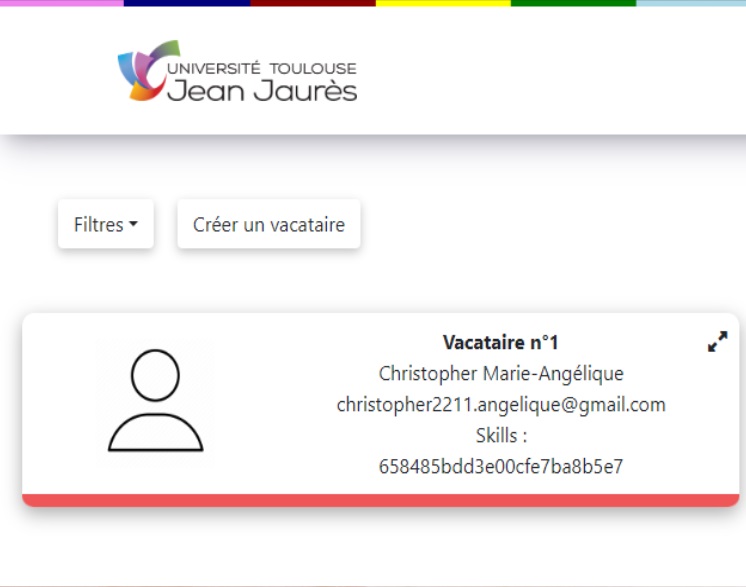 UNIVERSITÉ TOULOUSE
Jean Jaurès
Filtres
Créer un vacataire
Vacataire n°1
Christopher Marie-Angélique
christopher2211.angelique@gmail.com
Skills :
658485bdd3e00cfe7ba8b5e7